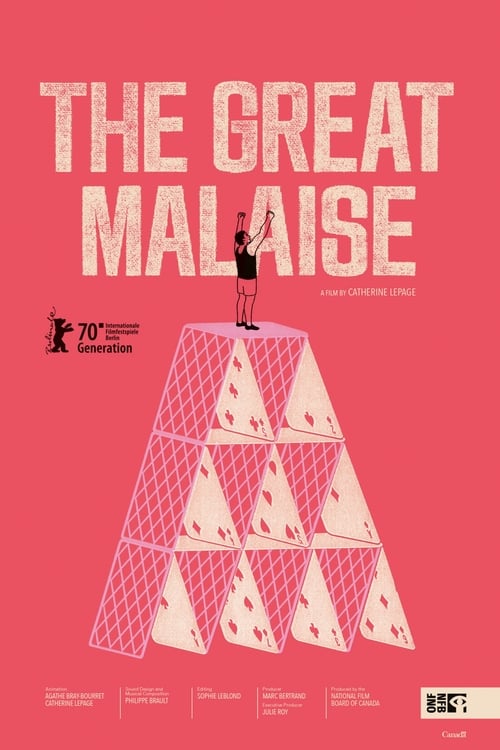 THE GREAT
MALAISE
A FILM BY CATHERINE LEPAGE
70 Internationale
Filmfestspiele
Berlin
Generation
Animation
AGATHE BRAY-BOURRET
CATHERINE LEPAGE
Sound Design and
Musical Composition
PHILIPPE BRAULT
Editing
SOPHIE LEBLOND
Producer
MARC BERTRAND
Executive Producer
JULIE ROY
Produced by the
NATIONAL FILM
BOARD OF CANADA
ONF
NFB
Canada